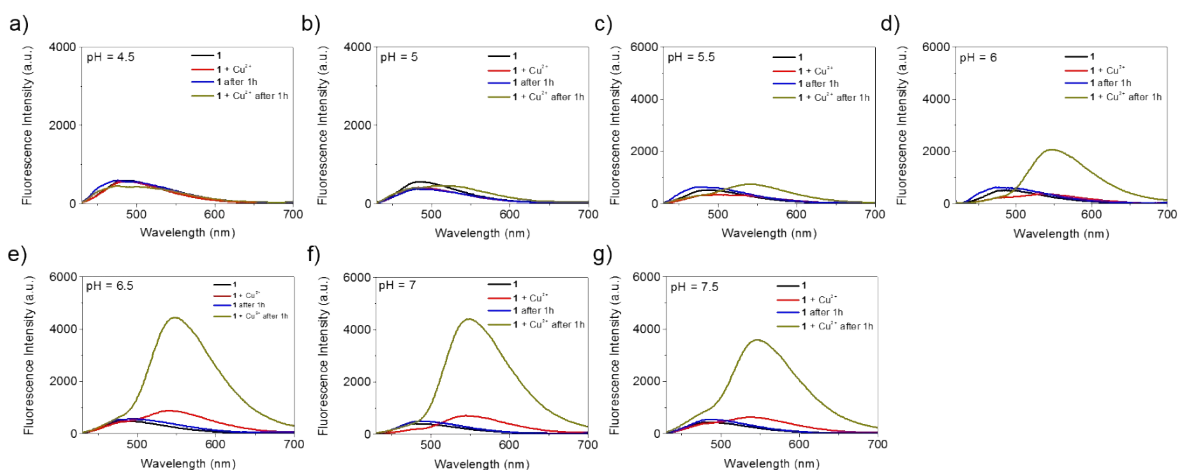 a)
pH = 4.5
1
1 + Cu²⁺
1 after 1h
1 + Cu²⁺ after 1h
4000
2000
0
500
600
700
Fluorescence Intensity (a.u.)
Wavelength (nm)
b)
pH = 5
1
1 + Cu²⁺
1 after 1h
1 + Cu²⁺ after 1h
4000
2000
0
500
600
700
Fluorescence Intensity (a.u.)
Wavelength (nm)
c)
pH = 5.5
1
1 + Cu²⁺
1 after 1h
1 + Cu²⁺ after 1h
6000
4000
2000
0
500
600
700
Fluorescence Intensity (a.u.)
Wavelength (nm)
d)
pH = 6
1
1 + Cu²⁺
1 after 1h
1 + Cu²⁺ after 1h
6000
4000
2000
0
500
600
700
Fluorescence Intensity (a.u.)
Wavelength (nm)
e)
pH = 6.5
1
1 + Cu²⁺
1 after 1h
1 + Cu²⁺ after 1h
6000
4000
2000
0
500
600
700
Fluorescence Intensity (a.u.)
Wavelength (nm)
f)
pH = 7
1
1 + Cu²⁺
1 after 1h
1 + Cu²⁺ after 1h
6000
4000
2000
0
500
600
700
Fluorescence Intensity (a.u.)
Wavelength (nm)
g)
pH = 7.5
1
1 + Cu²⁺
1 after 1h
1 + Cu²⁺ after 1h
6000
4000
2000
0
500
600
700
Fluorescence Intensity (a.u.)
Wavelength (nm)